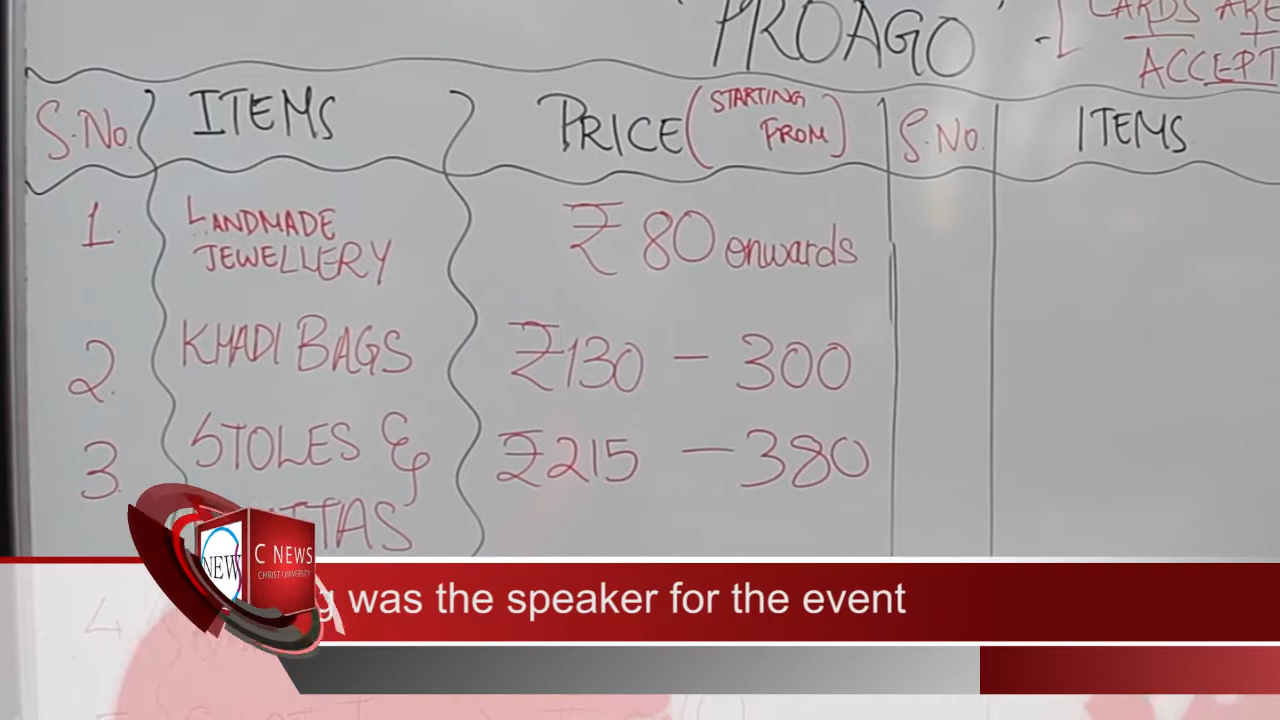 "PROAGO" - [ CARDS ARE
ACCEPT
S.No. ITEMS PRICE (STARTING FROM) S.No. ITEMS
1. LANDMADE JEWELLERY ₹80 onwards
2. KHADI BAGS ₹130 - 300
3. STOLES & ₹215 - 380
C NEWS
CHRIST UNIVERSITY
NEW
g was the speaker for the event